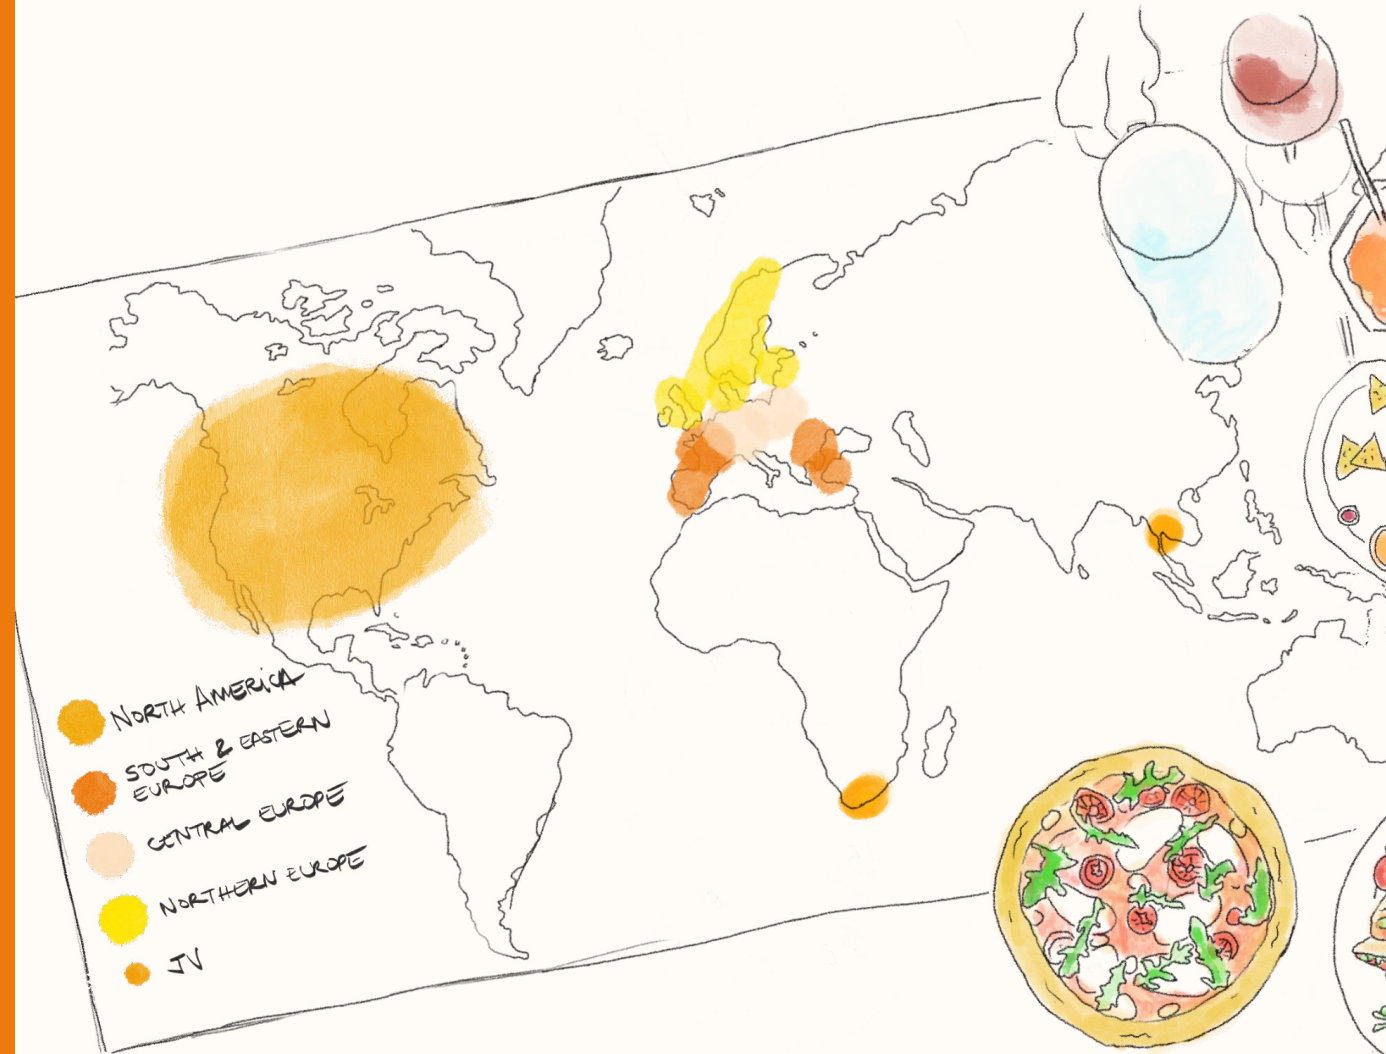 NORTH AMERICA
SOUTH & EASTERN
EUROPE
CENTRAL EUROPE
NORTHERN EUROPE
JV